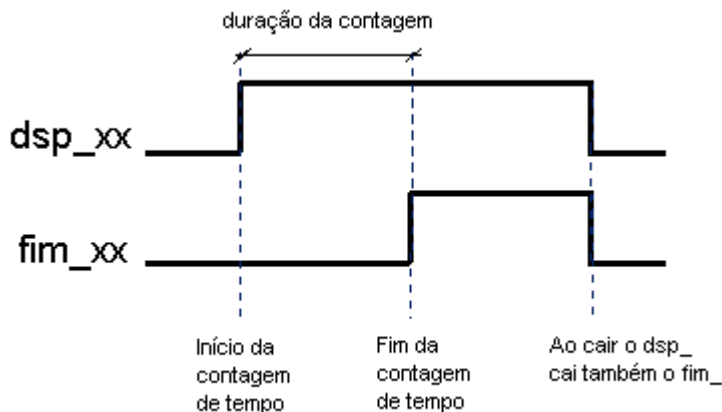 duração da contagem
dsp_xx
fim_xx
Início da
contagem
de tempo
Fim da
contagem
de tempo
Ao cair o dsp_
cai também o fim_